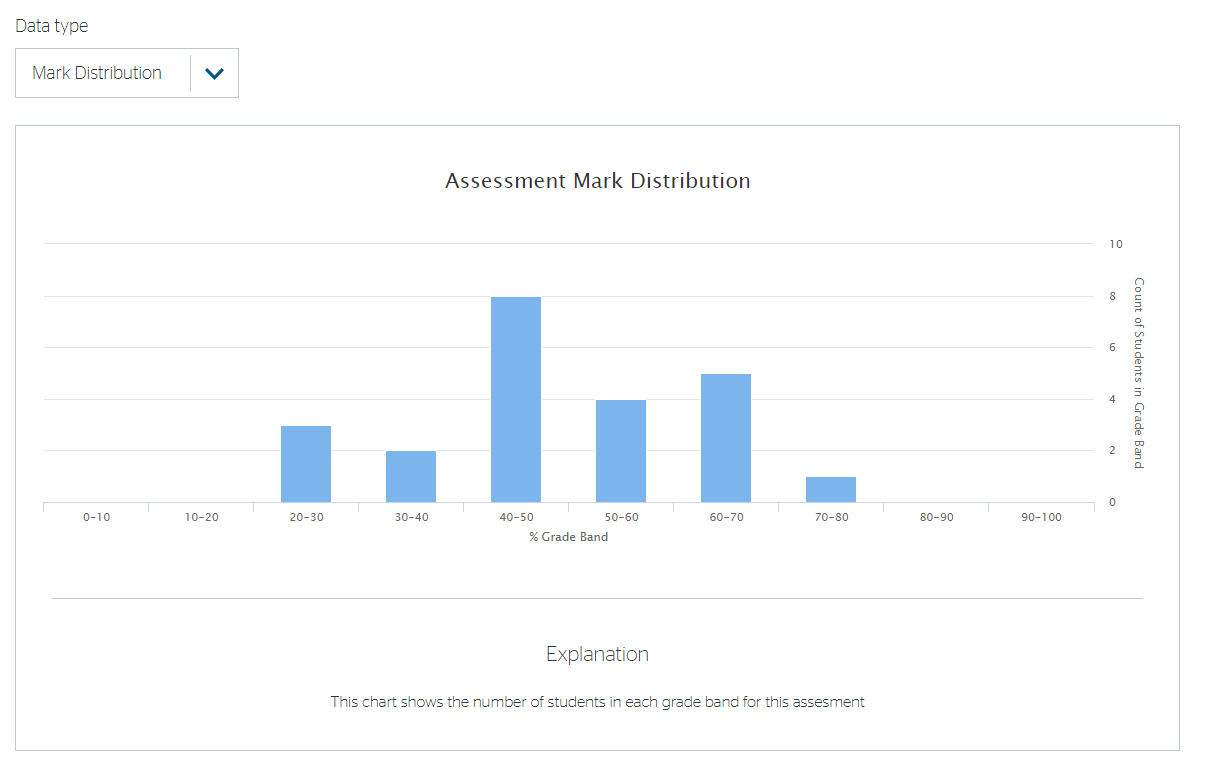 Data type
Mark Distribution
Assessment Mark Distribution
10
8
6
4
2
0
Count of Students in Grade Band
0-10 10-20 20-30 30-40 40-50 50-60 60-70 70-80 80-90 90-100
% Grade Band
Explanation
This chart shows the number of students in each grade band for this assesment